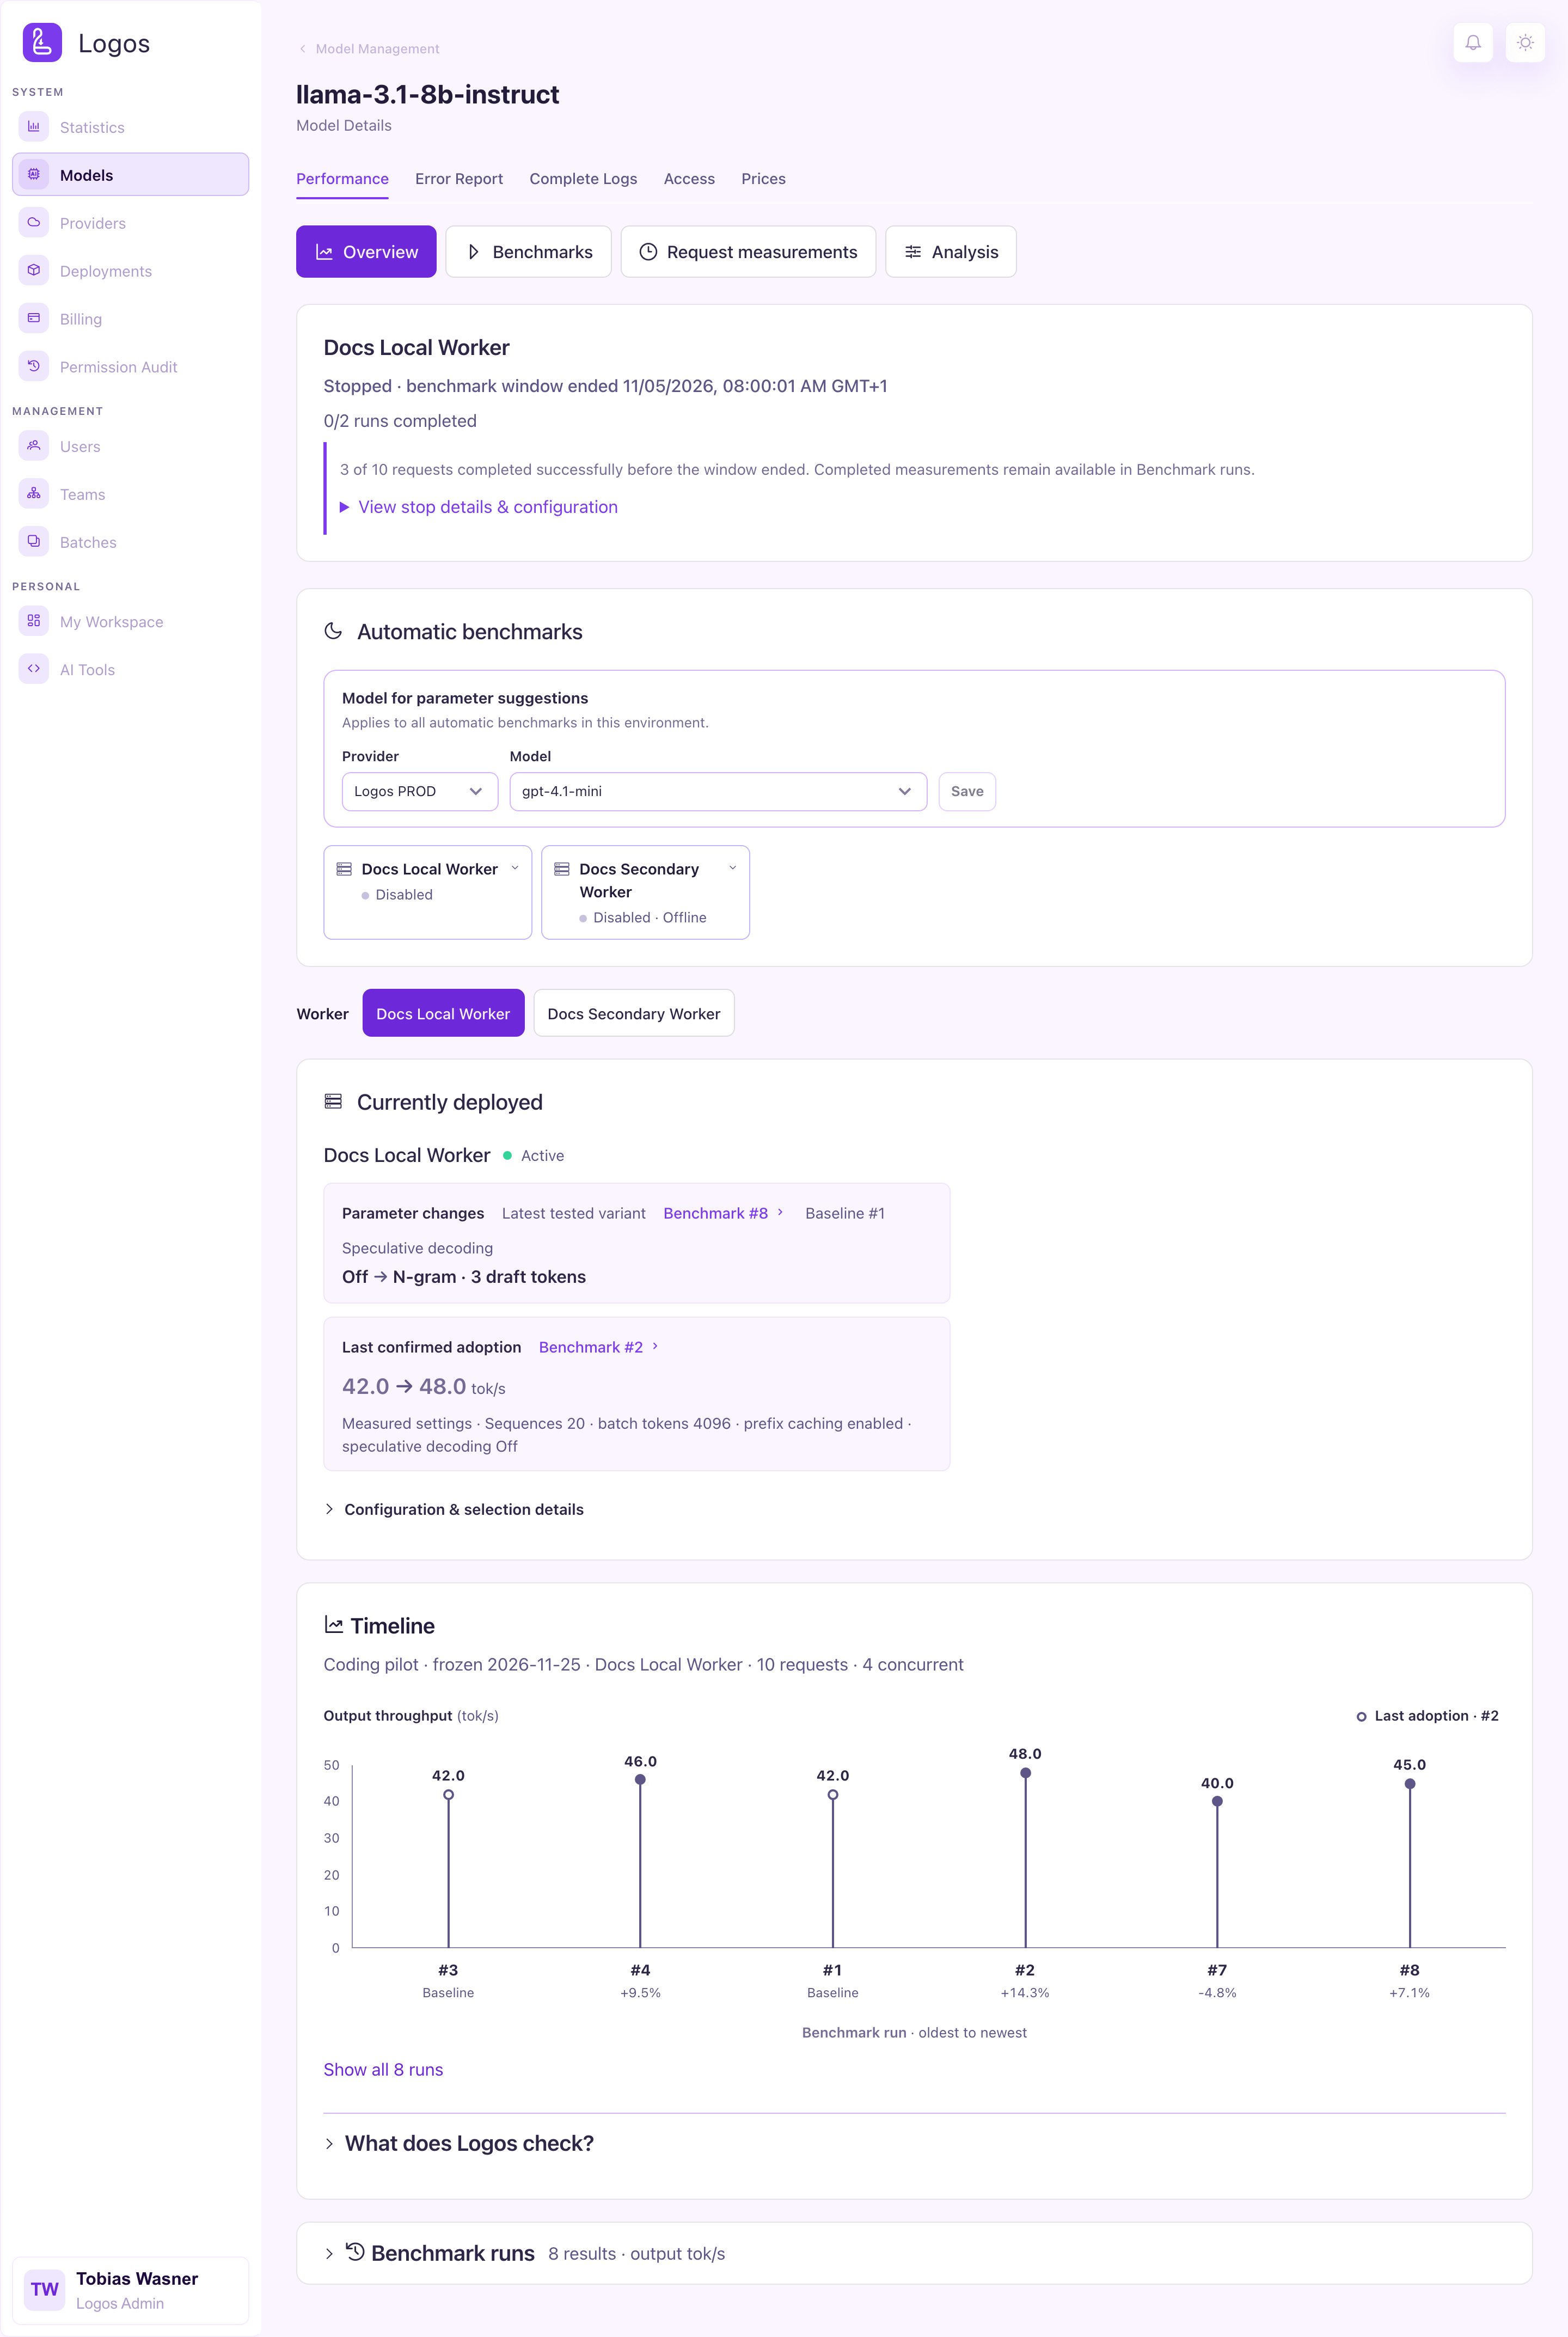 Logos
SYSTEM
Statistics
Models
Providers
Deployments
Billing
Permission Audit
MANAGEMENT
Users
Teams
Batches
PERSONAL
My Workspace
AI Tools
TW
Tobias Wasner
Logos Admin
Model Management
llama-3.1-8b-instruct
Model Details
Performance Error Report Complete Logs Access Prices
Overview Benchmarks Request measurements Analysis
Docs Local Worker
Stopped · benchmark window ended 11/05/2026, 08:00:01 AM GMT+1
0/2 runs completed
3 of 10 requests completed successfully before the window ended. Completed measurements remain available in Benchmark runs.
View stop details & configuration
Automatic benchmarks
Model for parameter suggestions
Applies to all automatic benchmarks in this environment.
Provider Model
Logos PROD gpt-4.1-mini Save
Docs Local Worker
Disabled
Docs Secondary
Worker
Disabled · Offline
Worker Docs Local Worker Docs Secondary Worker
Currently deployed
Docs Local Worker Active
Parameter changes Latest tested variant Benchmark #8 Baseline #1
Speculative decoding
Off → N-gram · 3 draft tokens
Last confirmed adoption Benchmark #2
42.0 → 48.0 tok/s
Measured settings · Sequences 20 · batch tokens 4096 · prefix caching enabled ·
speculative decoding Off
Configuration & selection details
Timeline
Coding pilot · frozen 2026-11-25 · Docs Local Worker · 10 requests · 4 concurrent
Output throughput (tok/s) Last adoption · #2
50
40
30
20
10
0
42.0 46.0 42.0 48.0 40.0 45.0
#3 #4 #1 #2 #7 #8
Baseline +9.5% Baseline +14.3% -4.8% +7.1%
Benchmark run · oldest to newest
Show all 8 runs
What does Logos check?
Benchmark runs 8 results · output tok/s